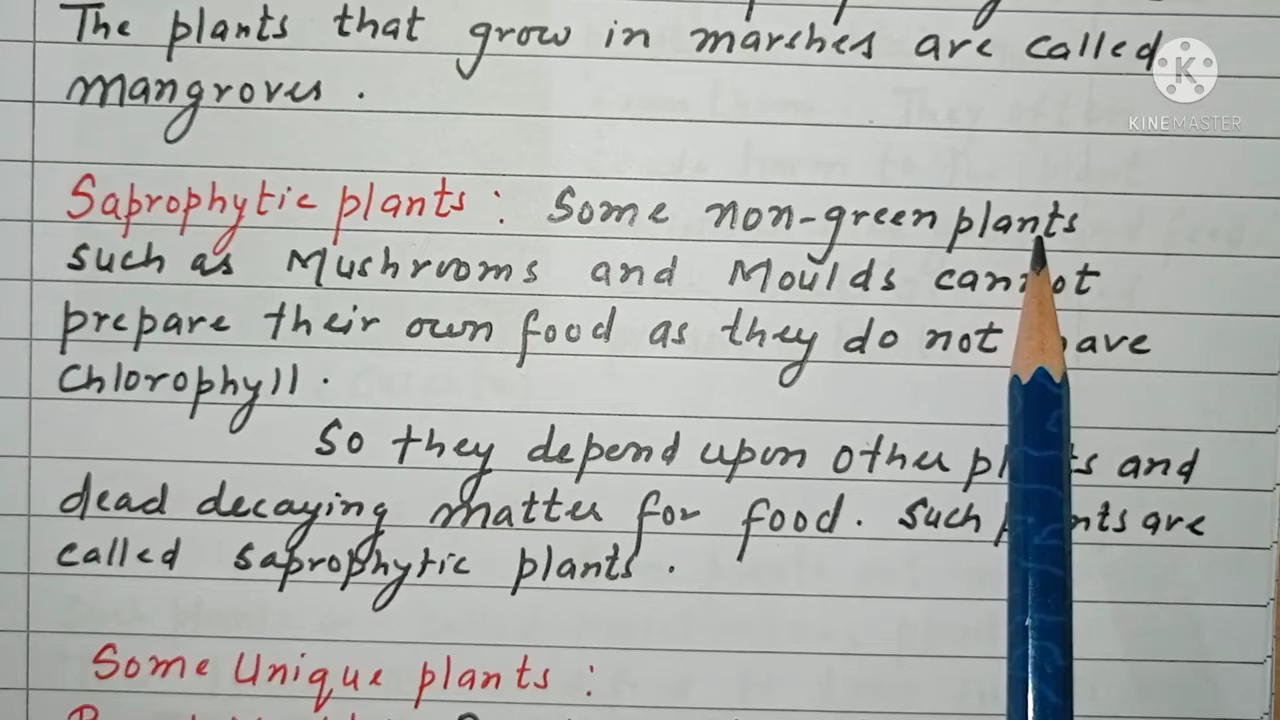 The plants that grow in marshes are called
mangroves .
Saprophytic plants : Some non-green plants
such as Mushrooms and Moulds cannot
prepare their own food as they do not have
Chlorophyll .
So they depend upon other plants and
dead decaying matter for food. Such plants are
called saprophytic plants .
Some Unique plants :
KINEMASTER